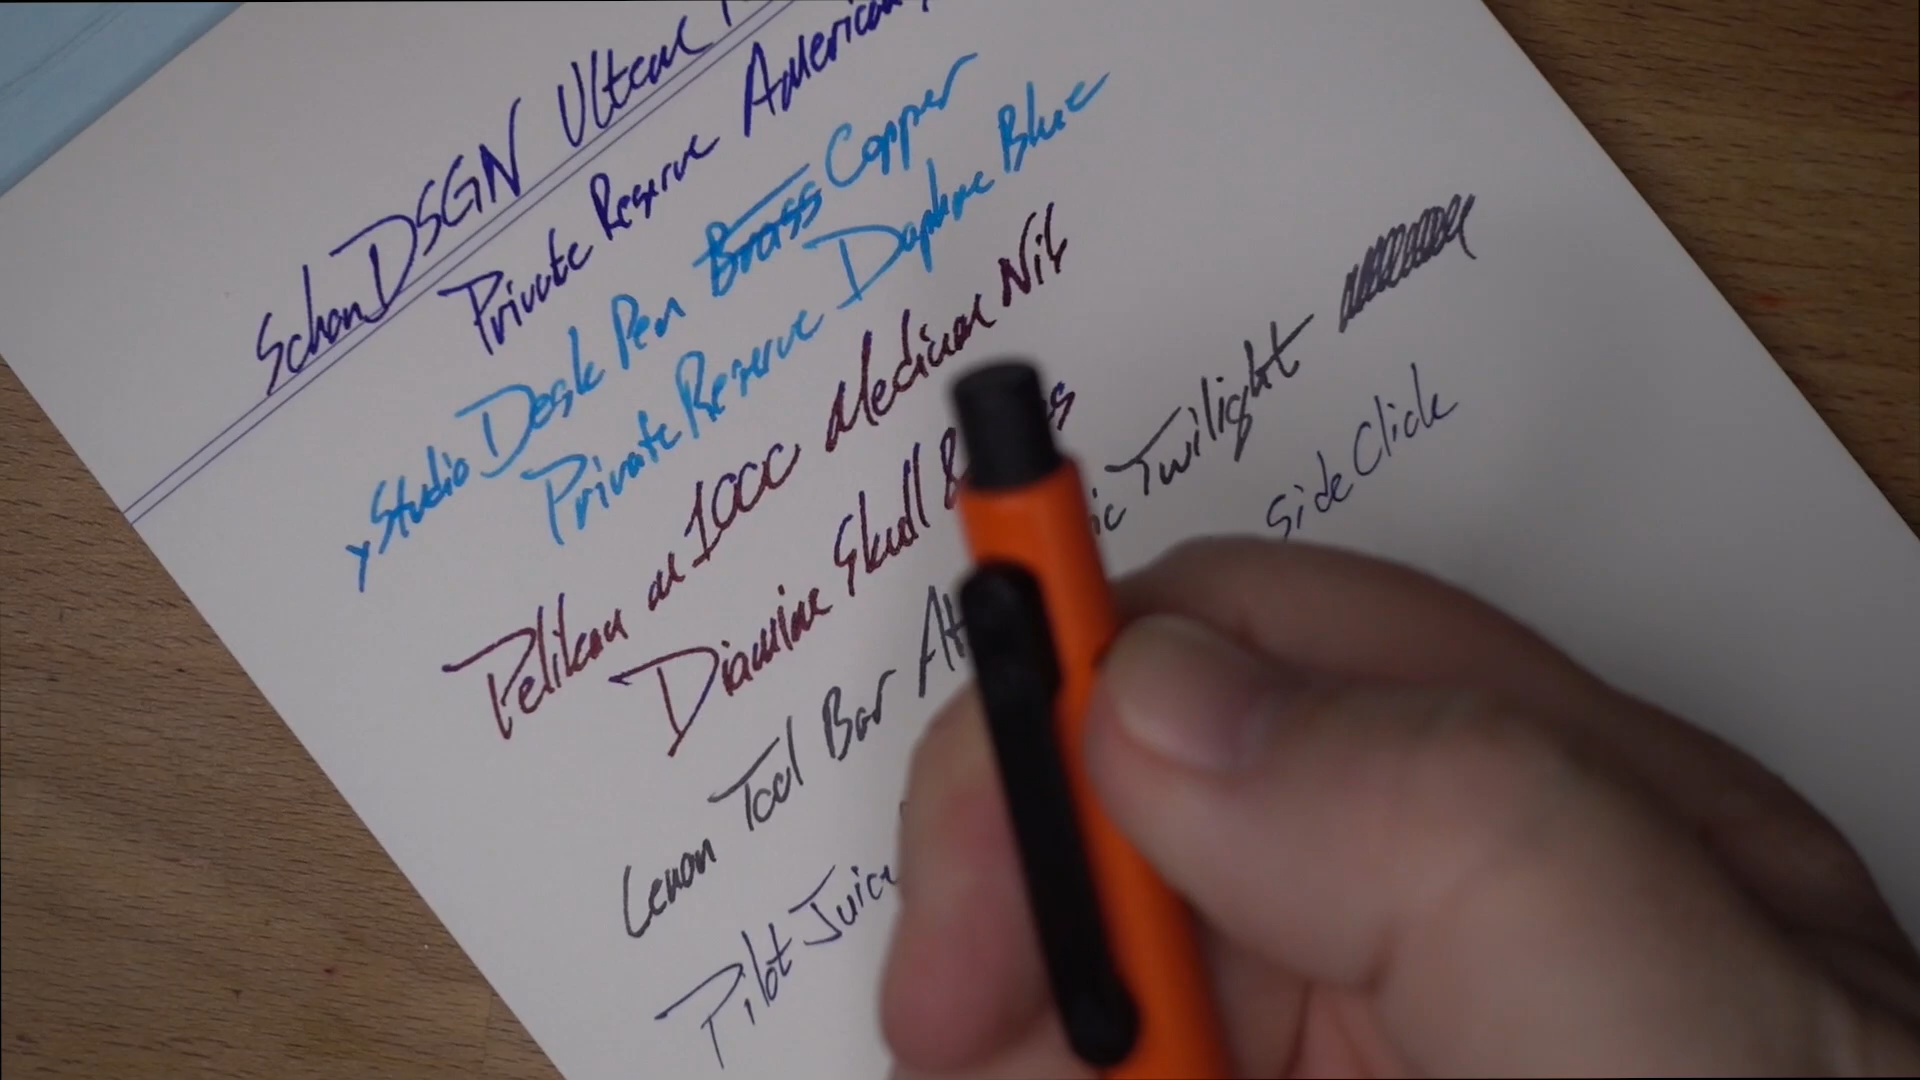 Schon DSGN Ultem
Private Reserve American
yStudio Desk Pen Brass Copper
Private Reserve Daphne Blue
Pelikan m1000 Medium Nib
Diamine Skull &
Lemon Tool Bar Twilight
Pilot Juice Side Click